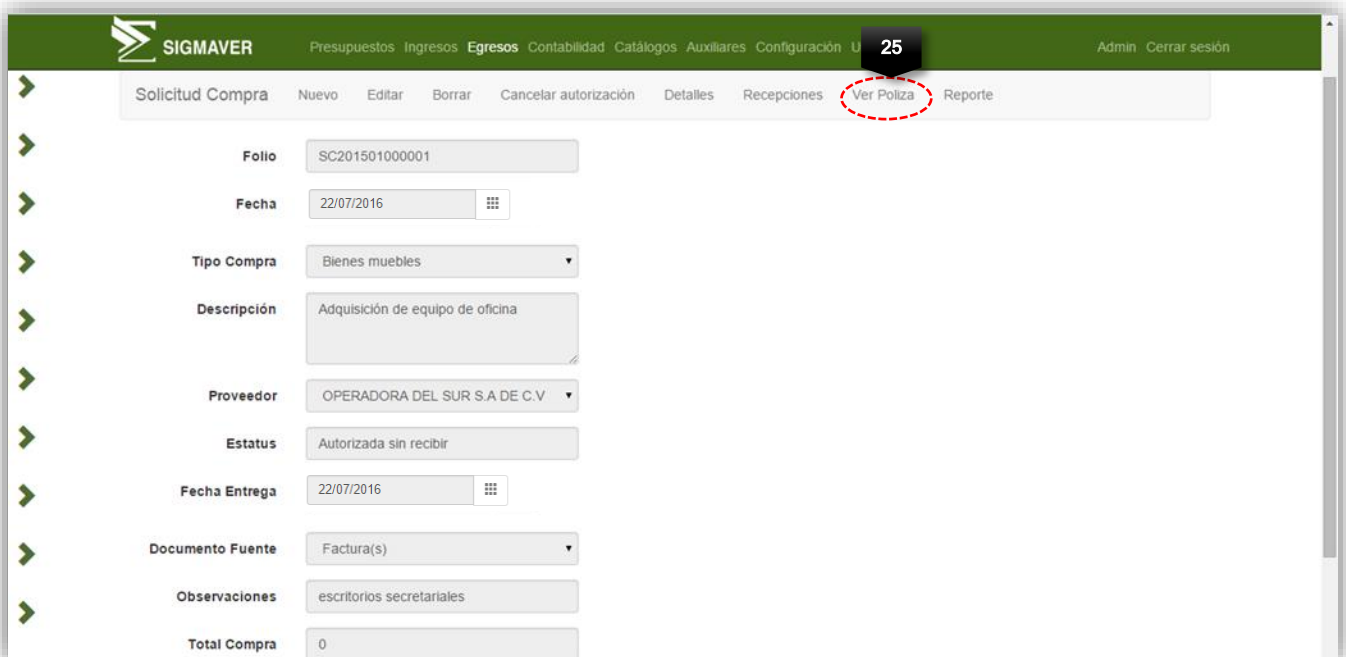 SIGMAVER Presupuestos Ingresos Egresos Contabilidad Catálogos Auxiliares Configuración U 25 Admin Cerrar sesión
Solicitud Compra Nuevo Editar Borrar Cancelar autorización Detalles Recepciones Ver Poliza Reporte
Folio SC201501000001
Fecha 22/07/2016
Tipo Compra Bienes muebles
Descripción Adquisición de equipo de oficina
Proveedor OPERADORA DEL SUR S.A DE C.V
Estatus Autorizada sin recibir
Fecha Entrega 22/07/2016
Documento Fuente Factura(s)
Observaciones escritorios secretariales
Total Compra 0